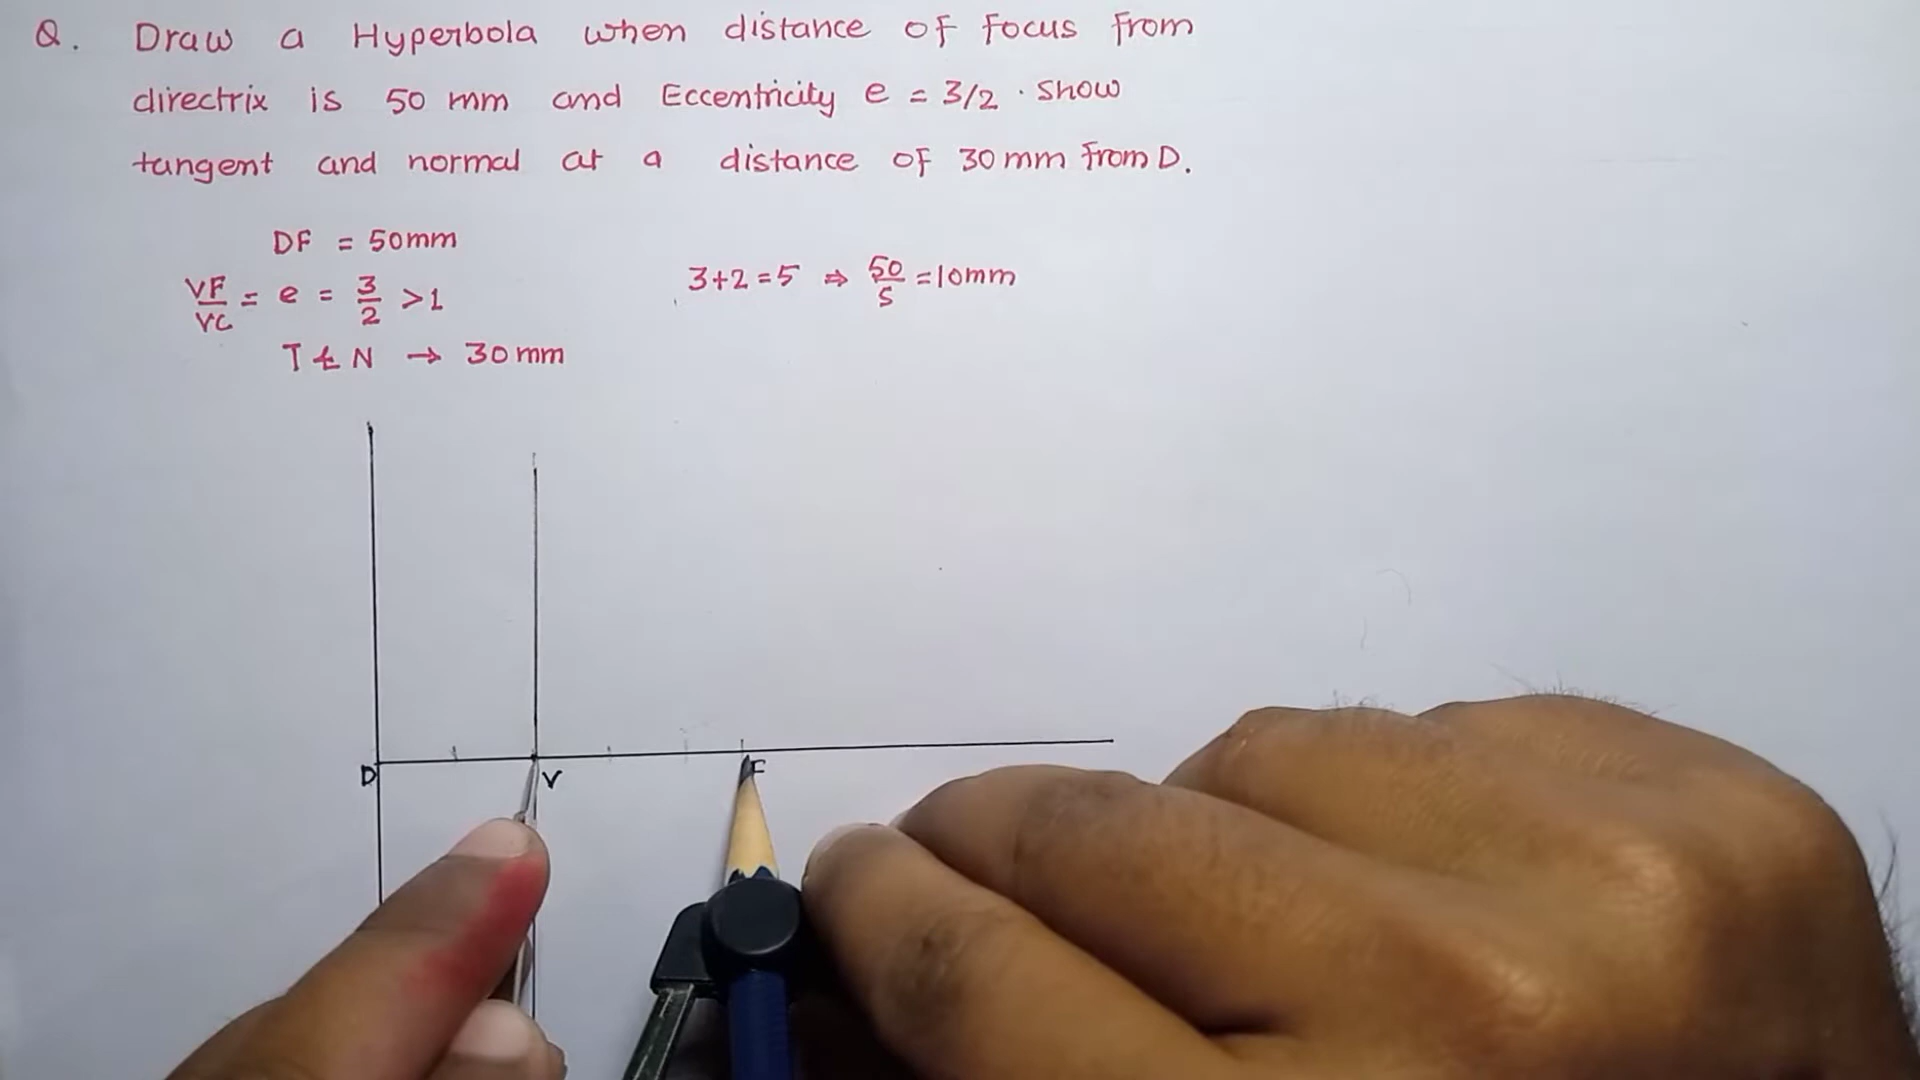 Q. Draw a Hyperbola when distance of focus from
directrix is 50 mm and Eccentricity e = 3/2 . Show
tangent and normal at a distance of 30 mm from D.
DF = 50mm
VF/VC = e = 3/2 > 1
3+2=5 ⇒ 50/5 = 10mm
T & N → 30 mm
D
V
F